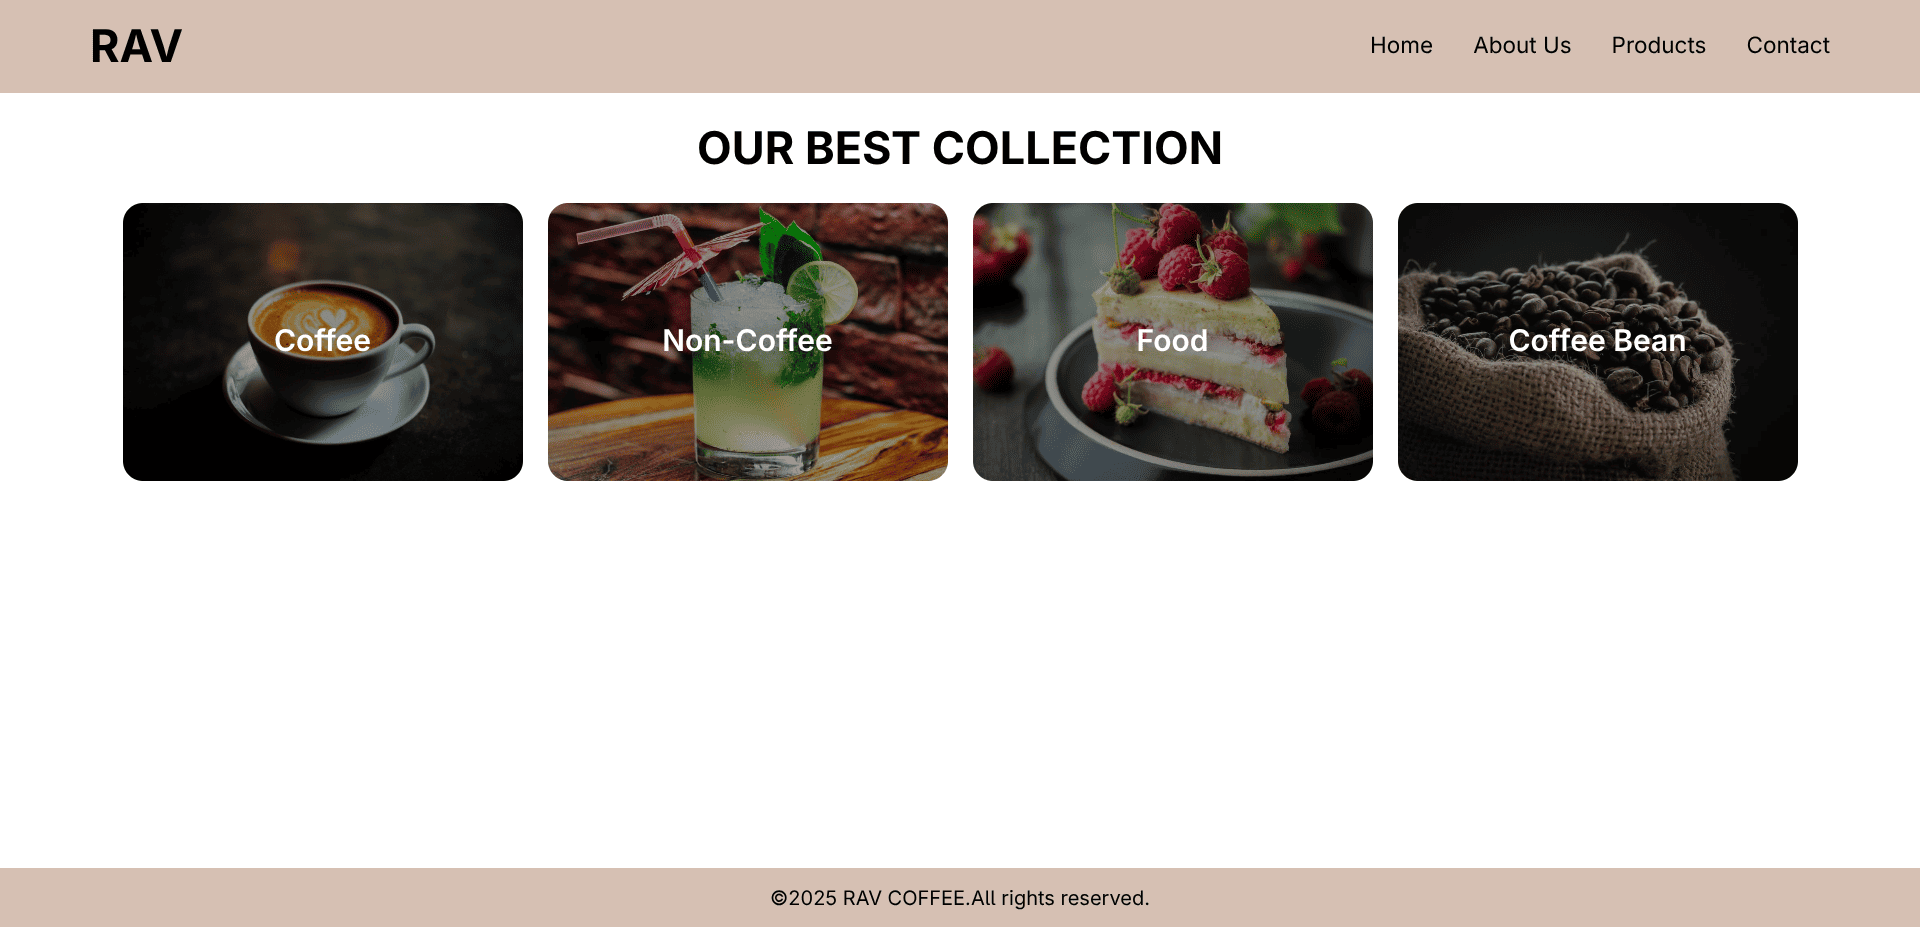 RAV
Home About Us Products Contact
OUR BEST COLLECTION
Coffee Non-Coffee Food Coffee Bean
©2025 RAV COFFEE.All rights reserved.